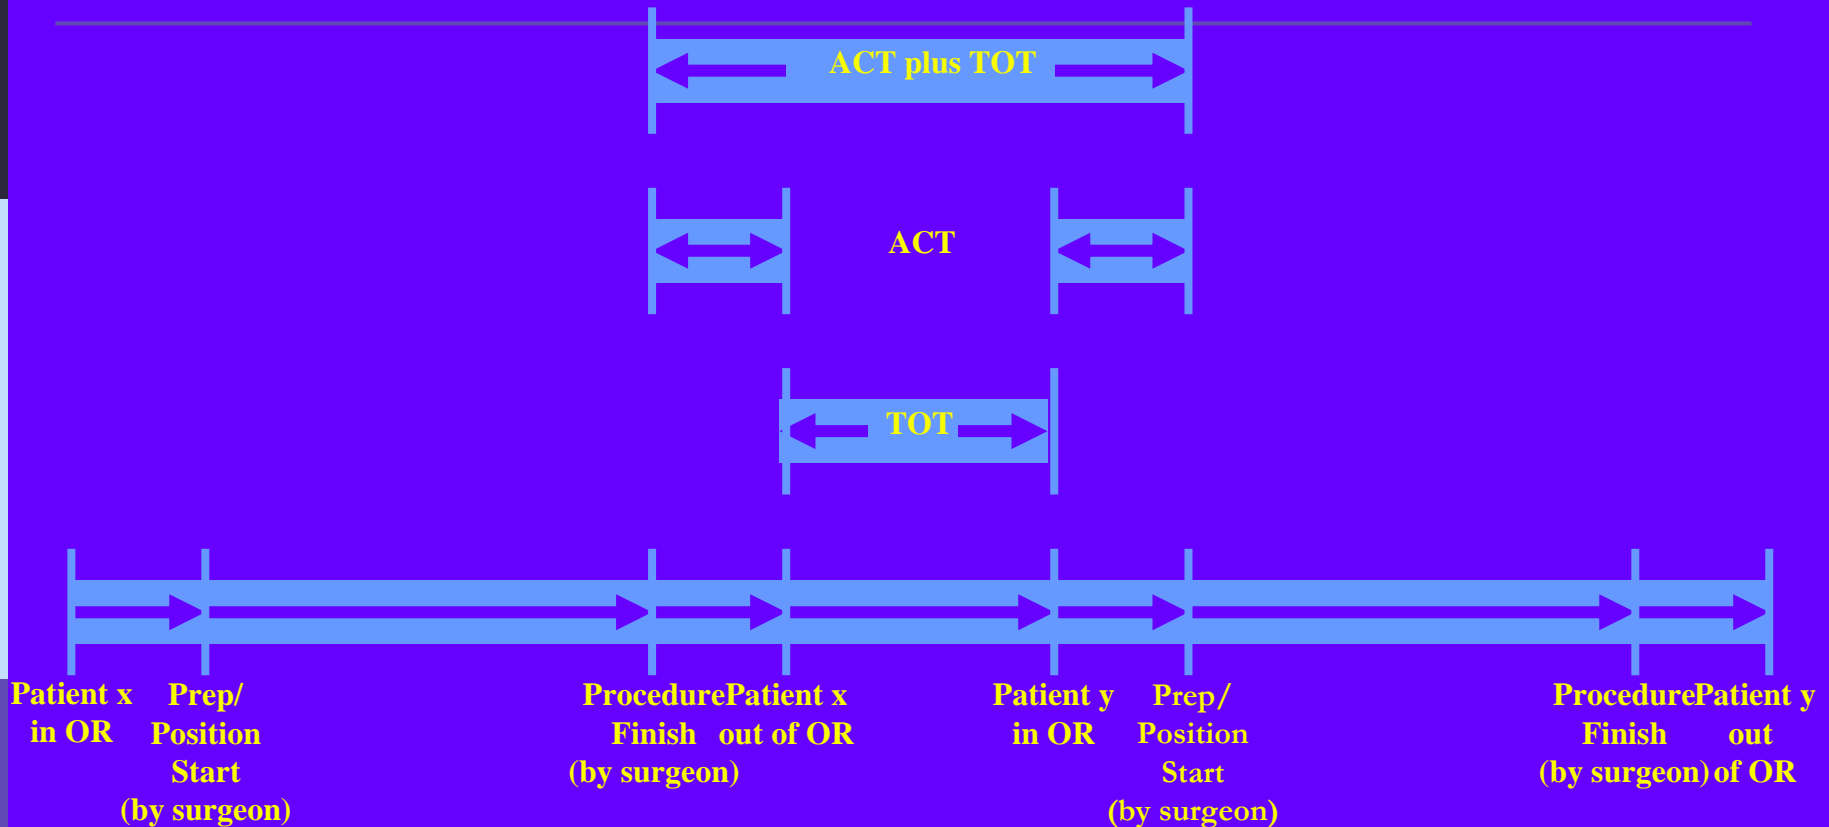 ACT plus TOT
ACT
TOT
Patient x
in OR
Prep/
Position
Start
(by surgeon)
Procedure
Finish
(by surgeon)
Patient x
out of OR
Patient y
in OR
Prep/
Position
Start
(by surgeon)
Procedure
Finish
(by surgeon)
Patient y
out
of OR